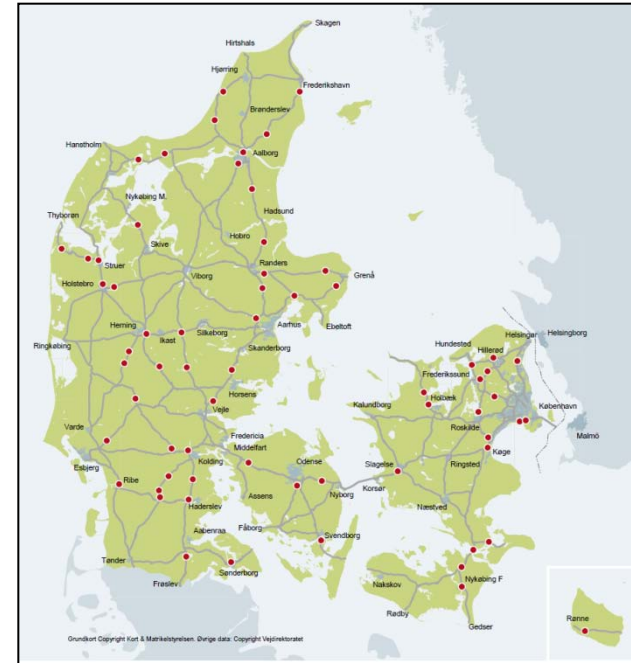 Skagen
Hirtshals
Hjørring
Frederikshavn
Brønderslev
Hanstholm
Aalborg
Nykøbing M.
Thyborøn
Hadsund
Skive
Hobro
Struer
Viborg
Randers
Grenå
Holstebro
Ringkøbing
Herning
Ikast
Silkeborg
Aarhus
Ebeltoft
Skanderborg
Horsens
Vejle
Varde
Esbjerg
Fredericia
Middelfart
Kolding
Ribe
Haderslev
Assens
Odense
Nyborg
Korsør
Fåborg
Svendborg
Aabenraa
Tønder
Sønderborg
Frøslev
Hundested
Helsingør
Helsingborg
Hillerød
Frederikssund
Kalundborg
Holbæk
København
Roskilde
Malmö
Slagelse
Ringsted
Køge
Næstved
Nakskov
Nykøbing F
Rødby
Gedser
Rønne
Grundkort Copyright Kort & Matrikelstyrelsen. Øvrige data: Copyright Vejdirektoratet